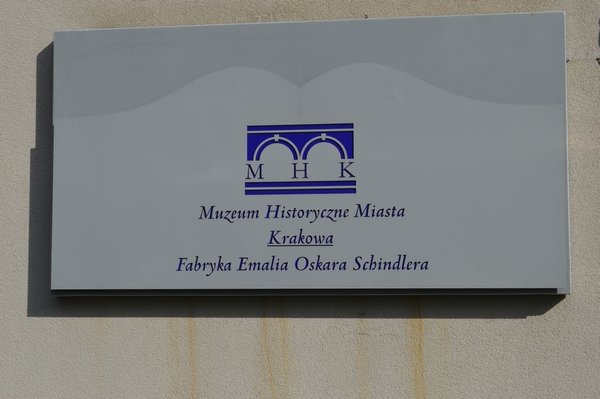 M H K
Muzeum Historyczne Miasta
Krakowa
Fabryka Emalia Oskara Schindlera